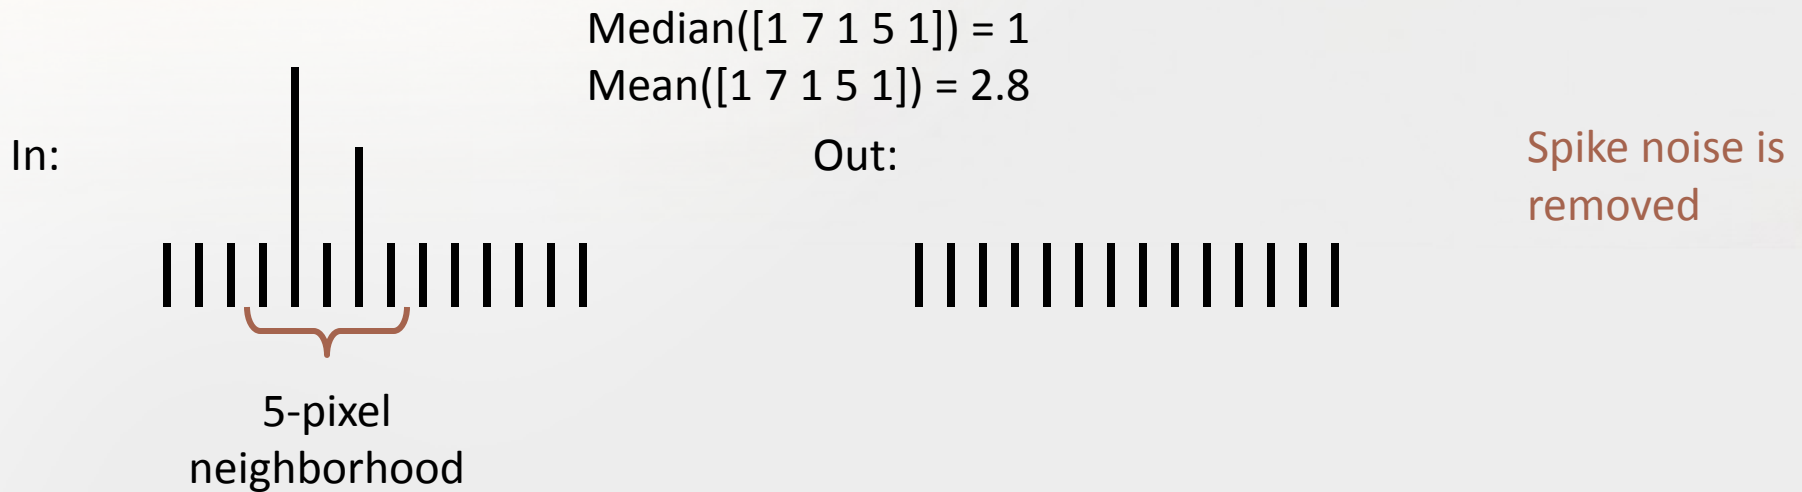 Median([1 7 1 5 1]) = 1
Mean([1 7 1 5 1]) = 2.8
In:
Out:
Spike noise is
removed
5-pixel
neighborhood